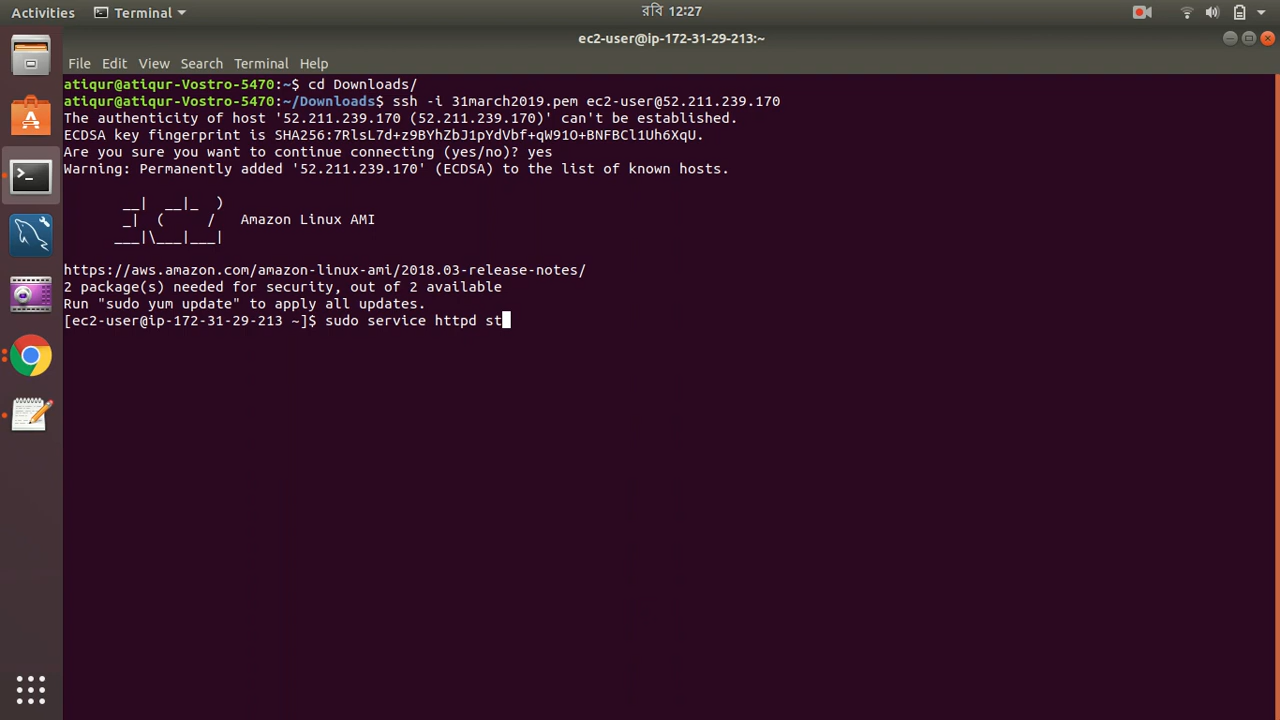 Activities Terminal রবি 12:27
ec2-user@ip-172-31-29-213:~
File Edit View Search Terminal Help
atiqur@atiqur-Vostro-5470:~$ cd Downloads/
atiqur@atiqur-Vostro-5470:~/Downloads$ ssh -i 31march2019.pem ec2-user@52.211.239.170
The authenticity of host '52.211.239.170 (52.211.239.170)' can't be established.
ECDSA key fingerprint is SHA256:7RlsL7d+z9BYhZbJ1pYdVbf+qW91O+BNFBCl1Uh6XqU.
Are you sure you want to continue connecting (yes/no)? yes
Warning: Permanently added '52.211.239.170' (ECDSA) to the list of known hosts.
__| __|_ )
_| ( / Amazon Linux AMI
___|\___|___|
https://aws.amazon.com/amazon-linux-ami/2018.03-release-notes/
2 package(s) needed for security, out of 2 available
Run "sudo yum update" to apply all updates.
[ec2-user@ip-172-31-29-213 ~]$ sudo service httpd st